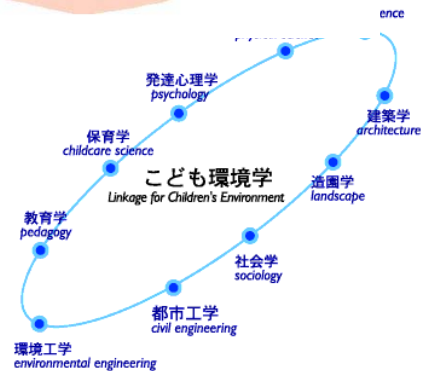 発達心理学
psychology
建築学
architecture
保育学
childcare science
こども環境学
Linkage for Children's Environment
造園学
landscape
教育学
pedagogy
社会学
sociology
都市工学
civil engineering
環境工学
environmental engineering